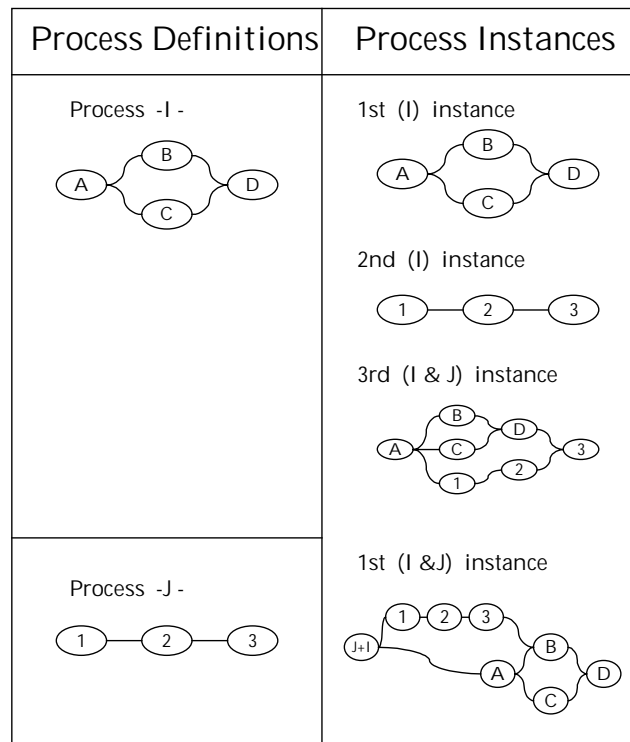 Process Definitions
Process Instances
Process -I -
A
B
C
D
1st (I) instance
A
B
C
D
2nd (I) instance
1 2 3
3rd (I & J) instance
A
B
C
D
1
2
3
Process -J -
1 2 3
1st (I &J) instance
J+I
1 2 3
A
B
C
D